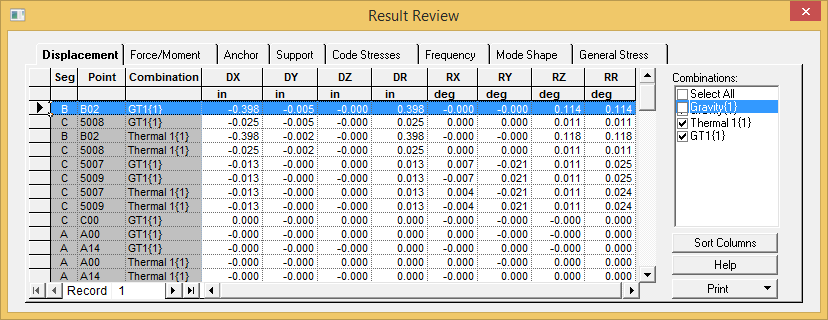 Result Review
Displacement Force/Moment Anchor Support Code Stresses Frequency Mode Shape General Stress
Seg Point Combination DX DY DZ DR RX RY RZ RR
in in in in deg deg deg deg
B B02 GT1{1} -0.398 -0.005 -0.000 0.398 -0.000 -0.000 0.114 0.114
C 5008 GT1{1} -0.025 -0.005 -0.000 0.025 0.000 0.000 0.011 0.011
B B02 Thermal 1{1} -0.398 -0.002 -0.000 0.398 -0.000 -0.000 0.118 0.118
C 5008 Thermal 1{1} -0.025 -0.002 -0.000 0.025 0.000 0.000 0.011 0.011
C 5007 GT1{1} -0.013 -0.000 0.000 0.013 0.007 -0.021 0.011 0.025
C 5009 GT1{1} -0.013 -0.000 -0.000 0.013 -0.007 0.021 0.011 0.025
C 5007 Thermal 1{1} -0.013 -0.000 0.000 0.013 -0.004 -0.021 0.011 0.024
C 5009 Thermal 1{1} -0.013 -0.000 -0.000 0.013 -0.004 0.021 0.011 0.024
C C00 GT1{1} 0.000 -0.000 -0.000 0.000 0.000 -0.000 0.000 0.000
A A00 GT1{1} -0.000 -0.000 -0.000 0.000 -0.000 -0.000 0.000 0.000
A A14 GT1{1} -0.000 -0.000 0.000 0.000 0.000 0.000 0.000 0.000
A A00 Thermal 1{1} -0.000 -0.000 -0.000 0.000 -0.000 -0.000 0.000 0.000
A A14 Thermal 1{1} -0.000 -0.000 0.000 0.000 0.000 0.000 0.000 0.000
Record 1
Combinations:
Select All
Gravity{1}
Thermal 1{1}
GT1{1}
Sort Columns
Help
Print